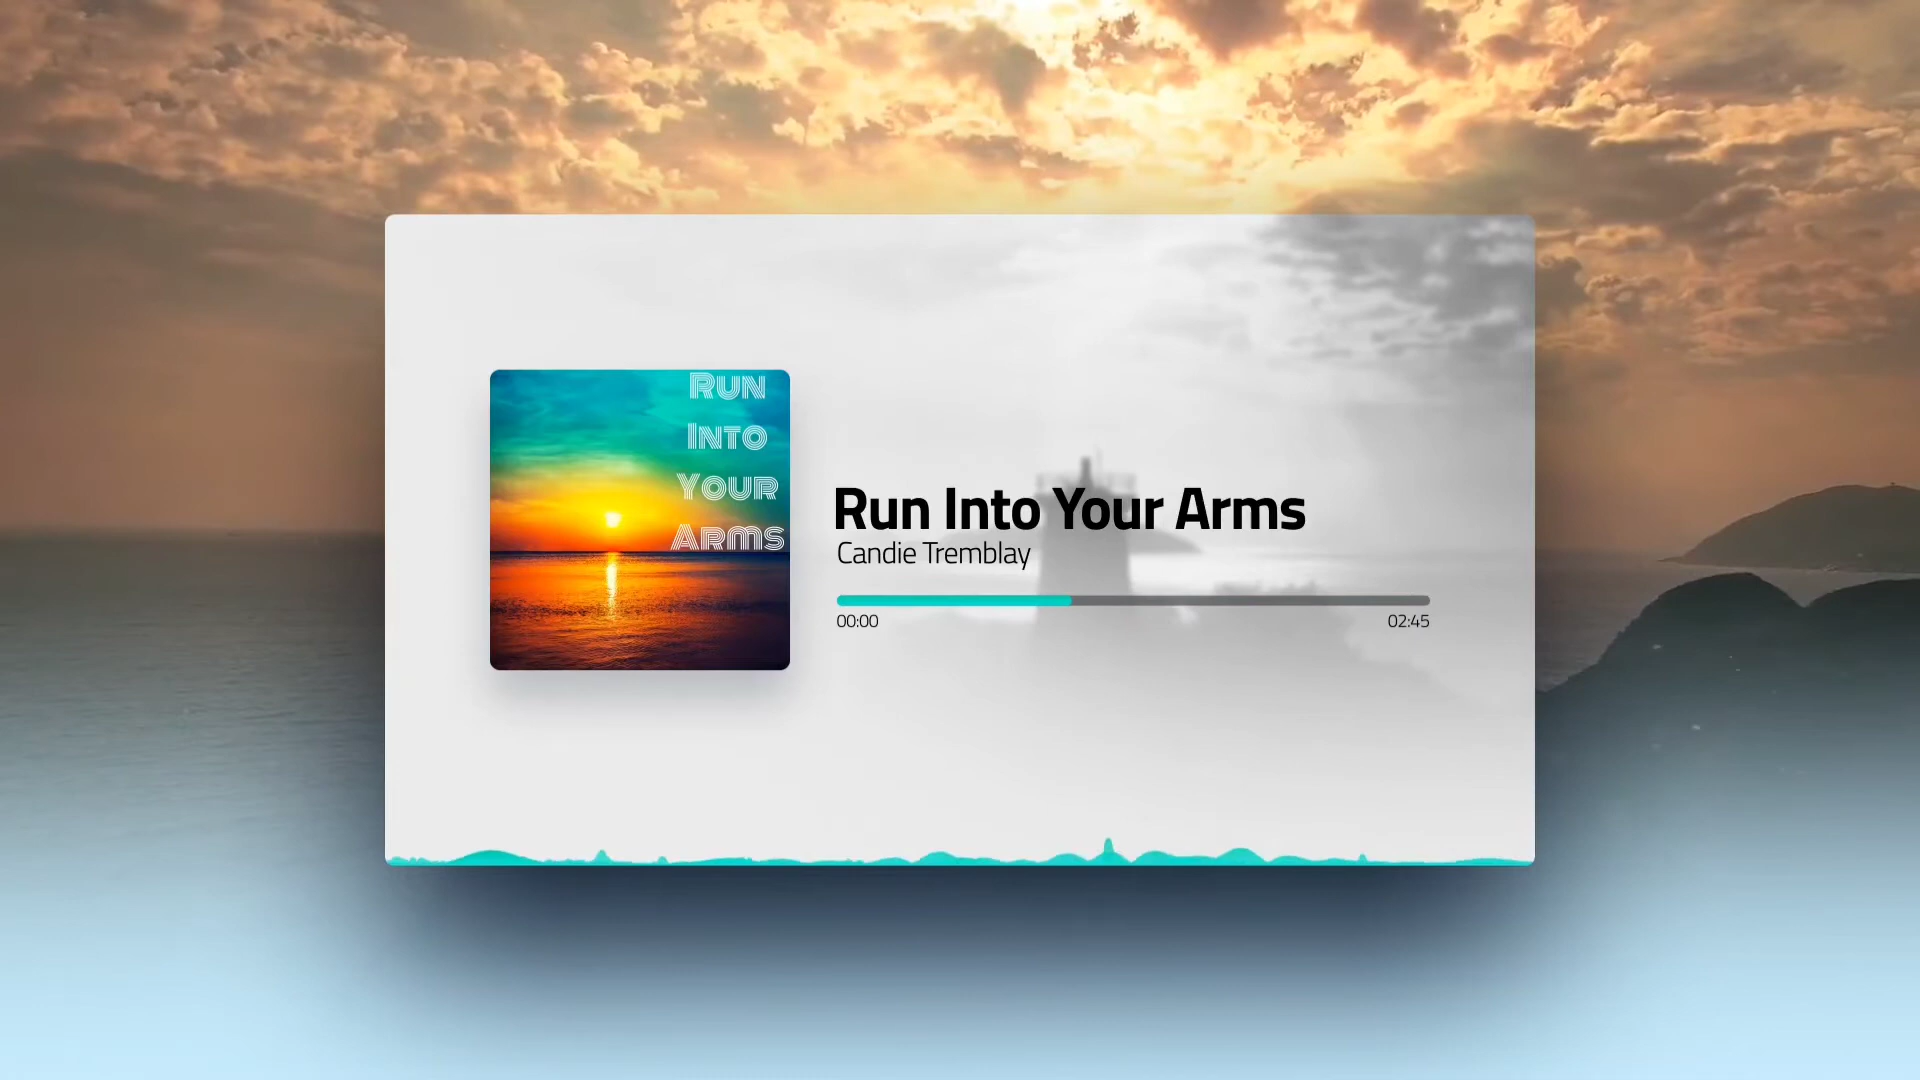 Run
Into
Your
Arms
Run Into Your Arms
Candie Tremblay
00:00
02:45